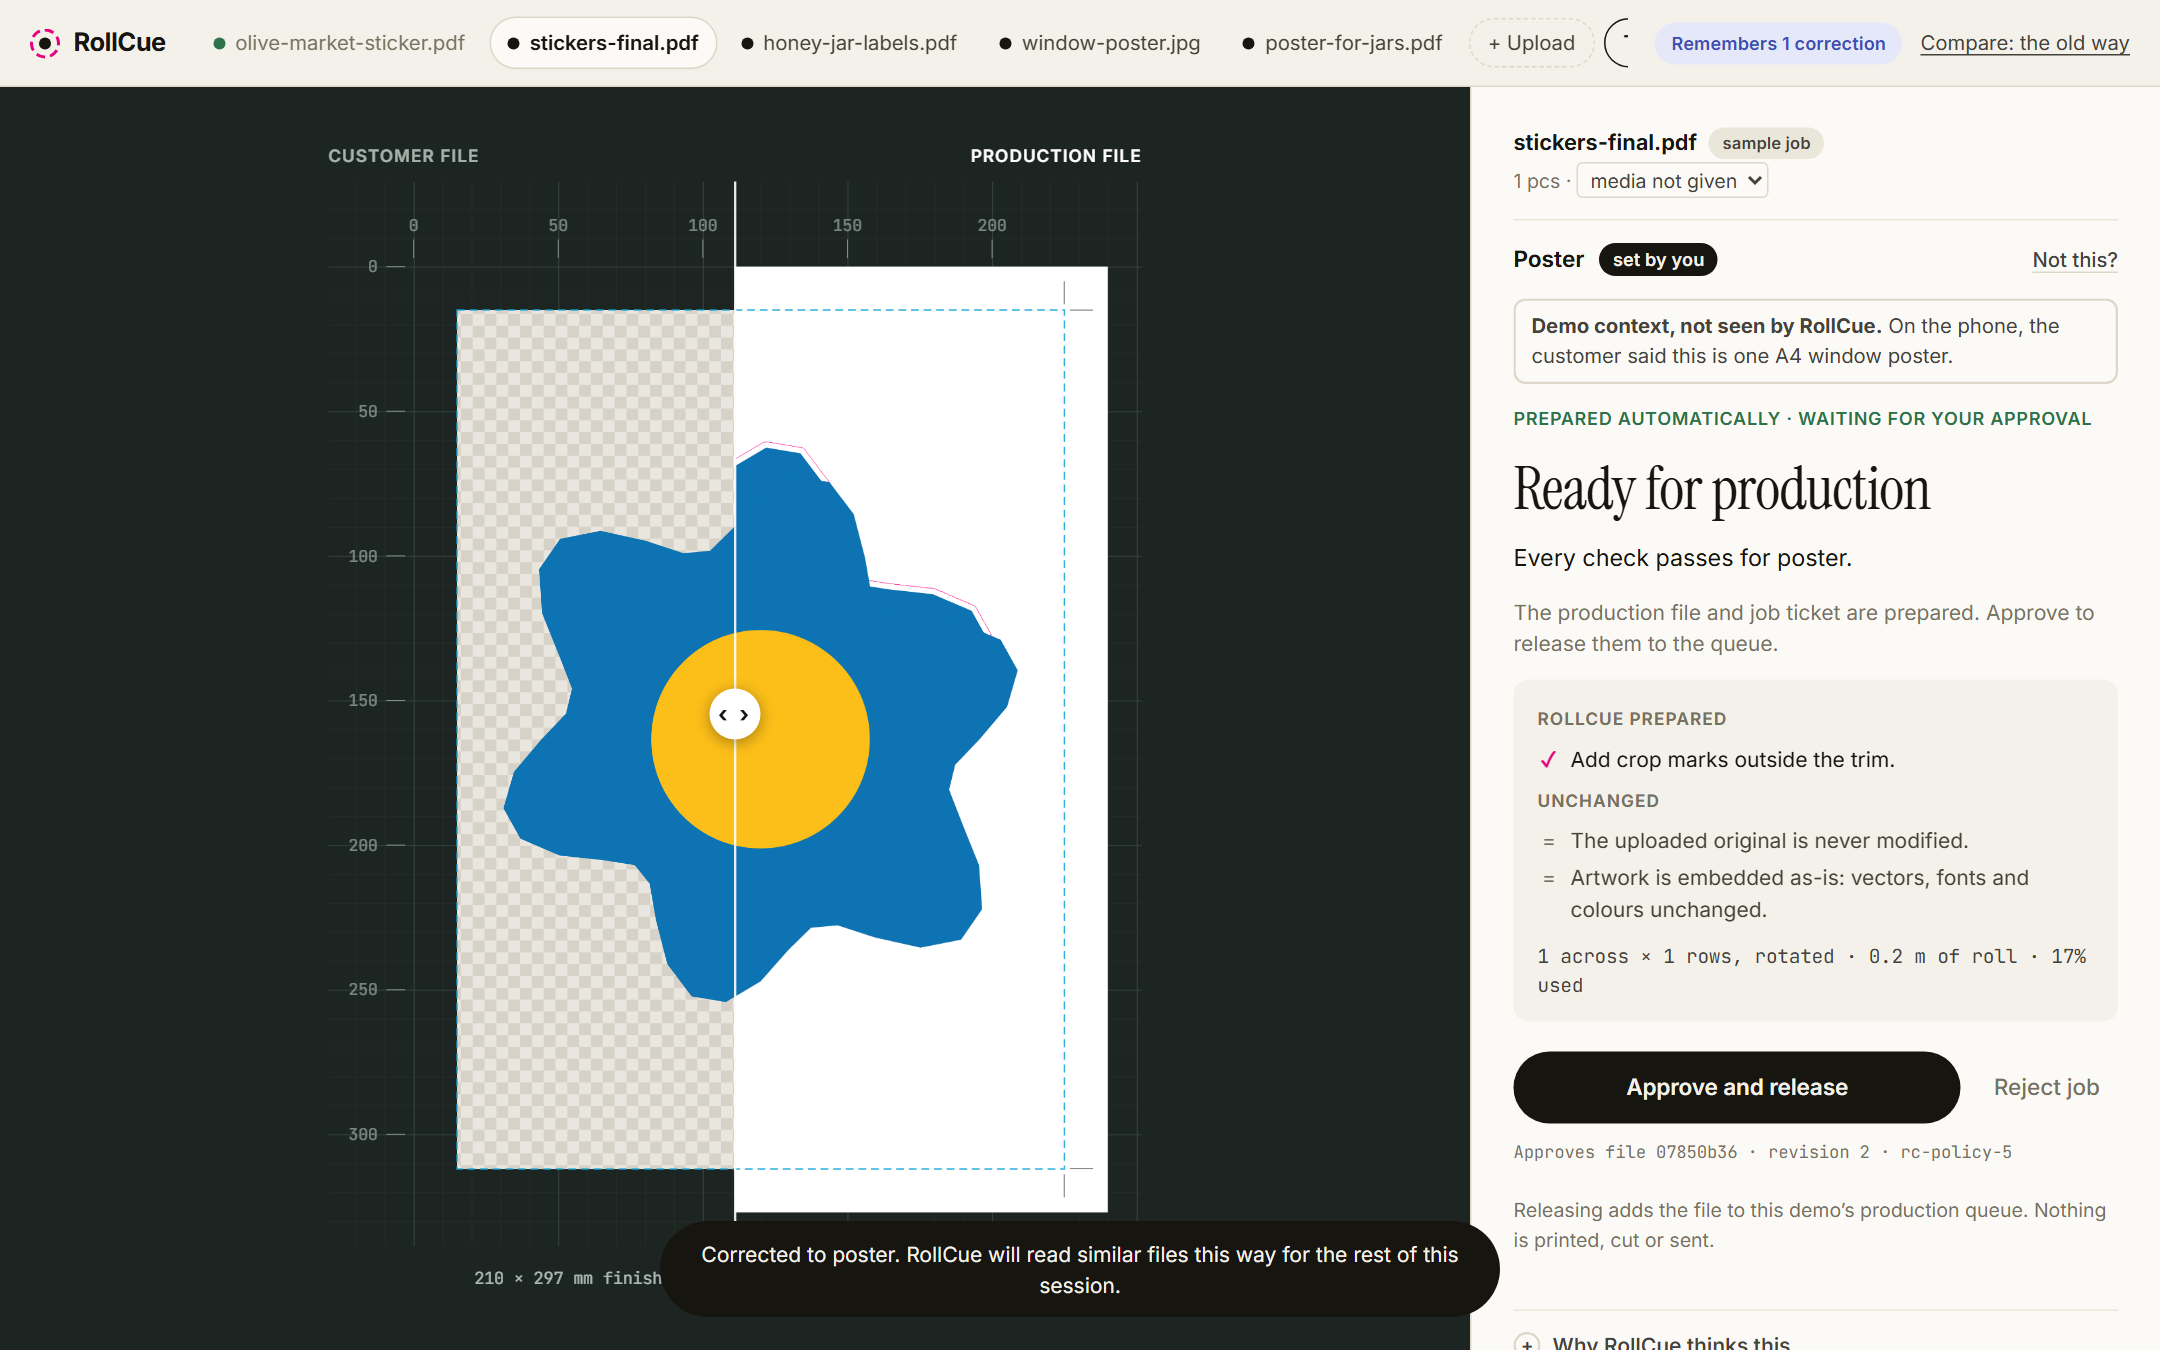 RollCue
olive-market-sticker.pdf
stickers-final.pdf
honey-jar-labels.pdf
window-poster.jpg
poster-for-jars.pdf
+ Upload
Remembers 1 correction
Compare: the old way
CUSTOMER FILE
PRODUCTION FILE
0 50 100 150 200
0
50
100
150
200
250
300
210 × 297 mm finish
Corrected to poster. RollCue will read similar files this way for the rest of this
session.
stickers-final.pdf sample job
1 pcs · media not given
Poster set by you Not this?
Demo context, not seen by RollCue. On the phone, the
customer said this is one A4 window poster.
PREPARED AUTOMATICALLY · WAITING FOR YOUR APPROVAL
Ready for production
Every check passes for poster.
The production file and job ticket are prepared. Approve to
release them to the queue.
ROLLCUE PREPARED
✓ Add crop marks outside the trim.
UNCHANGED
= The uploaded original is never modified.
= Artwork is embedded as-is: vectors, fonts and
colours unchanged.
1 across × 1 rows, rotated · 0.2 m of roll · 17%
used
Approve and release
Reject job
Approves file 07850b36 · revision 2 · rc-policy-5
Releasing adds the file to this demo’s production queue. Nothing
is printed, cut or sent.
+ Why RollCue thinks this